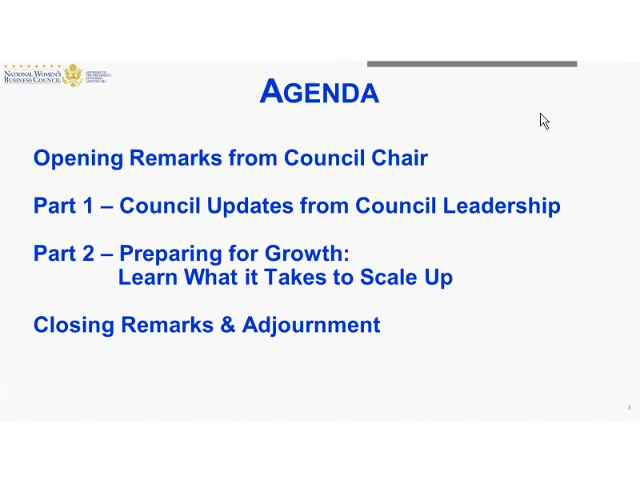 NATIONAL WOMEN'S
BUSINESS COUNCIL
AGENDA
Opening Remarks from Council Chair
Part 1 – Council Updates from Council Leadership
Part 2 – Preparing for Growth:
Learn What it Takes to Scale Up
Closing Remarks & Adjournment